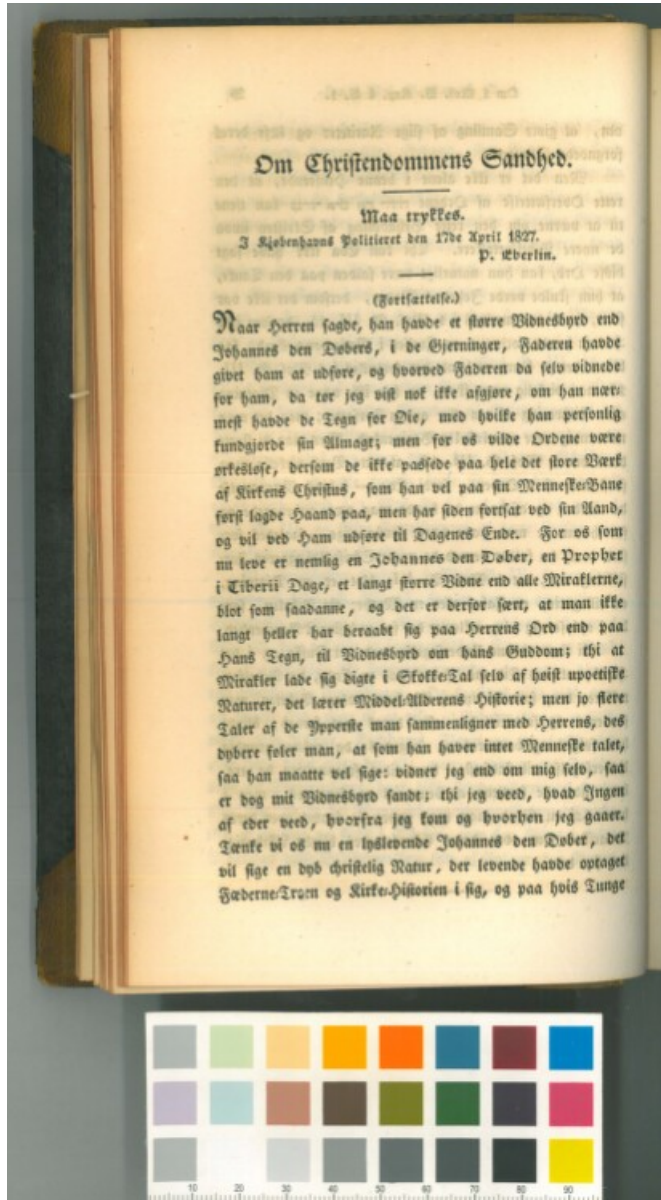 Om Christendommens Sandhed.
Maa trykkes.
I Kjøbenhavns Politieret den 17de April 1827.
P. Eberlin.
(Fortsættelse.)
Naar Herren sagde, han havde et større Vidnesbyrd end
Johannes den Døbers, i de Gjerninger, Faderen havde
givet ham at udføre, og hvorved Faderen da selv vidnede
for ham, da tør jeg vist nok ikke afgjøre, om han nær-
mest havde de Tegn for Øie, med hvilke han personlig
kundgjorde sin Almagt; men for os vilde Ordene være
ørkesløse, dersom de ikke passede paa hele det store Værk
af Kirkens Christus, som han vel paa sin Menneske-Bane
først lagde Haand paa, men har siden fortsat ved sin Aand,
og vil ved Ham udføre til Dagenes Ende. For os som
nu leve er nemlig en Johannes den Døber, en Prophet
i Tiberii Dage, et langt større Vidne end alle Miraklerne,
blot som saadanne, og det er derfor sært, at man ikke
langt heller har beraabt sig paa Herrens Ord end paa
Hans Tegn, til Vidnesbyrd om hans Guddom; thi at
Mirakler lade sig digte i Skokke-Tal selv af høist upoetiske
Naturer, det lærer Middel-Alderens Historie; men jo flere
Taler af de Ypperste man sammenligner med Herrens, des
dybere føler man, at som han haver intet Menneske talet,
saa han maatte vel sige: vidner jeg end om mig selv, saa
er dog mit Vidnesbyrd sandt; thi jeg veed, hvad Ingen
af eder veed, hvorfra jeg kom og hvorhen jeg gaaer.
Tænke vi os nu en lyslevende Johannes den Døber, det
vil sige en dyb christelig Natur, der levende havde optaget
Fæderne-Troen og Kirke-Historien i sig, og paa hvis Tunge
10 20 30 40 50 60 70 80 90